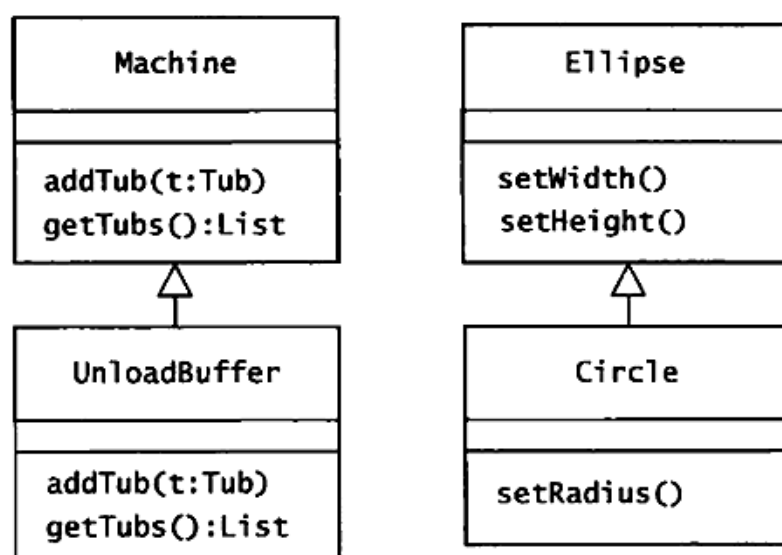 Machine
addTub(t:Tub)
getTubs():List
UnloadBuffer
addTub(t:Tub)
getTubs():List
Ellipse
setWidth()
setHeight()
Circle
setRadius()